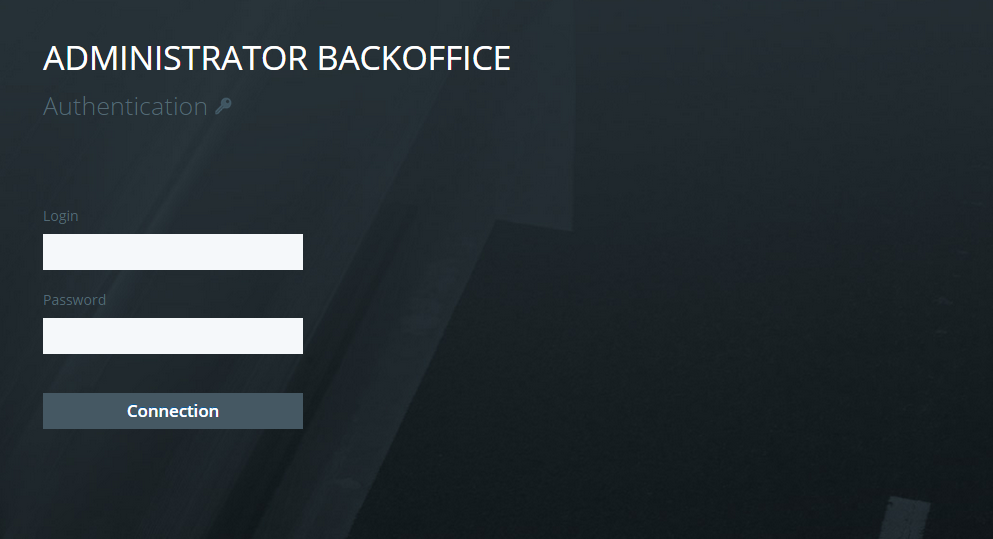 ADMINISTRATOR BACKOFFICE
Authentication
Login
Password
Connection